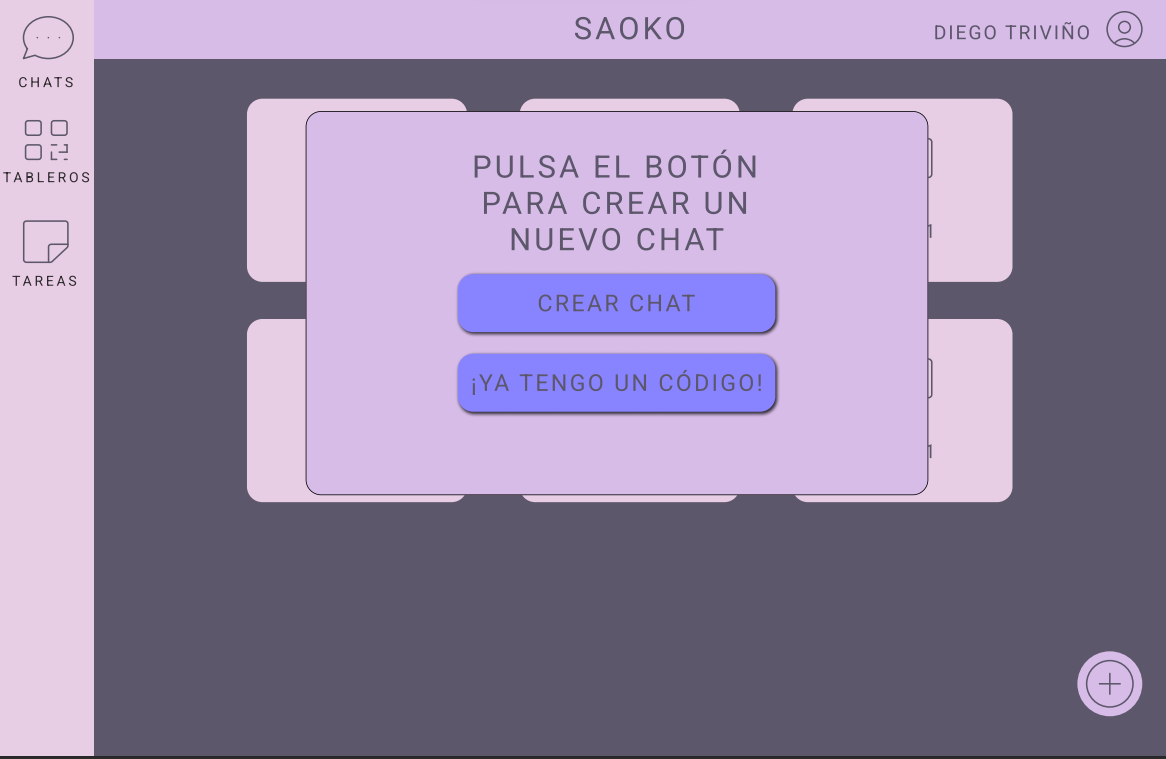 SAOKO
DIEGO TRIVIÑO
CHATS
TABLEROS
TAREAS
PULSA EL BOTÓN
PARA CREAR UN
NUEVO CHAT
CREAR CHAT
¡YA TENGO UN CÓDIGO!